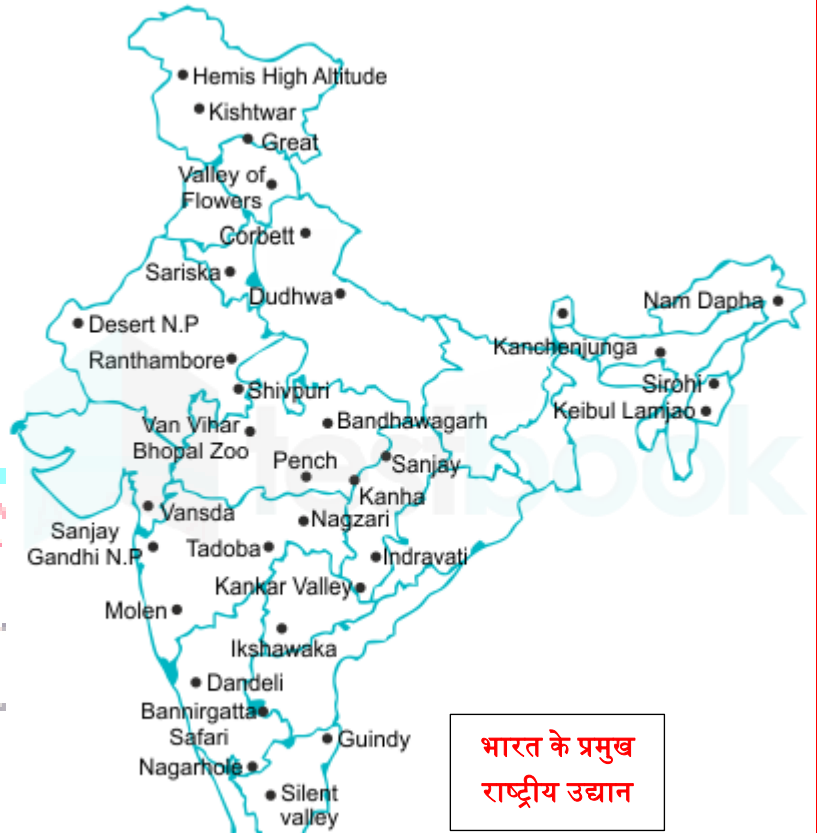 Hemis High Altitude
Kishtwar
Great
Valley of
Flowers
Corbett
Sariska
Dudhwa
Nam Dapha
Desert N.P
Kanchenjunga
Ranthambore
Sirohi
Shivpuri
Keibul Lamjao
Van Vihar
Bhopal Zoo
Bandhawagarh
Pench
Sanjay
Kanha
Vansda
Nagzari
Sanjay
Gandhi N.P
Tadoba
Indravati
Kankar Valley
Molen
Ikshawaka
Dandeli
Bannirgatta
Safari
Guindy
Nagarhole
Silent
valley
भारत के प्रमुख
राष्ट्रीय उद्यान
testbook